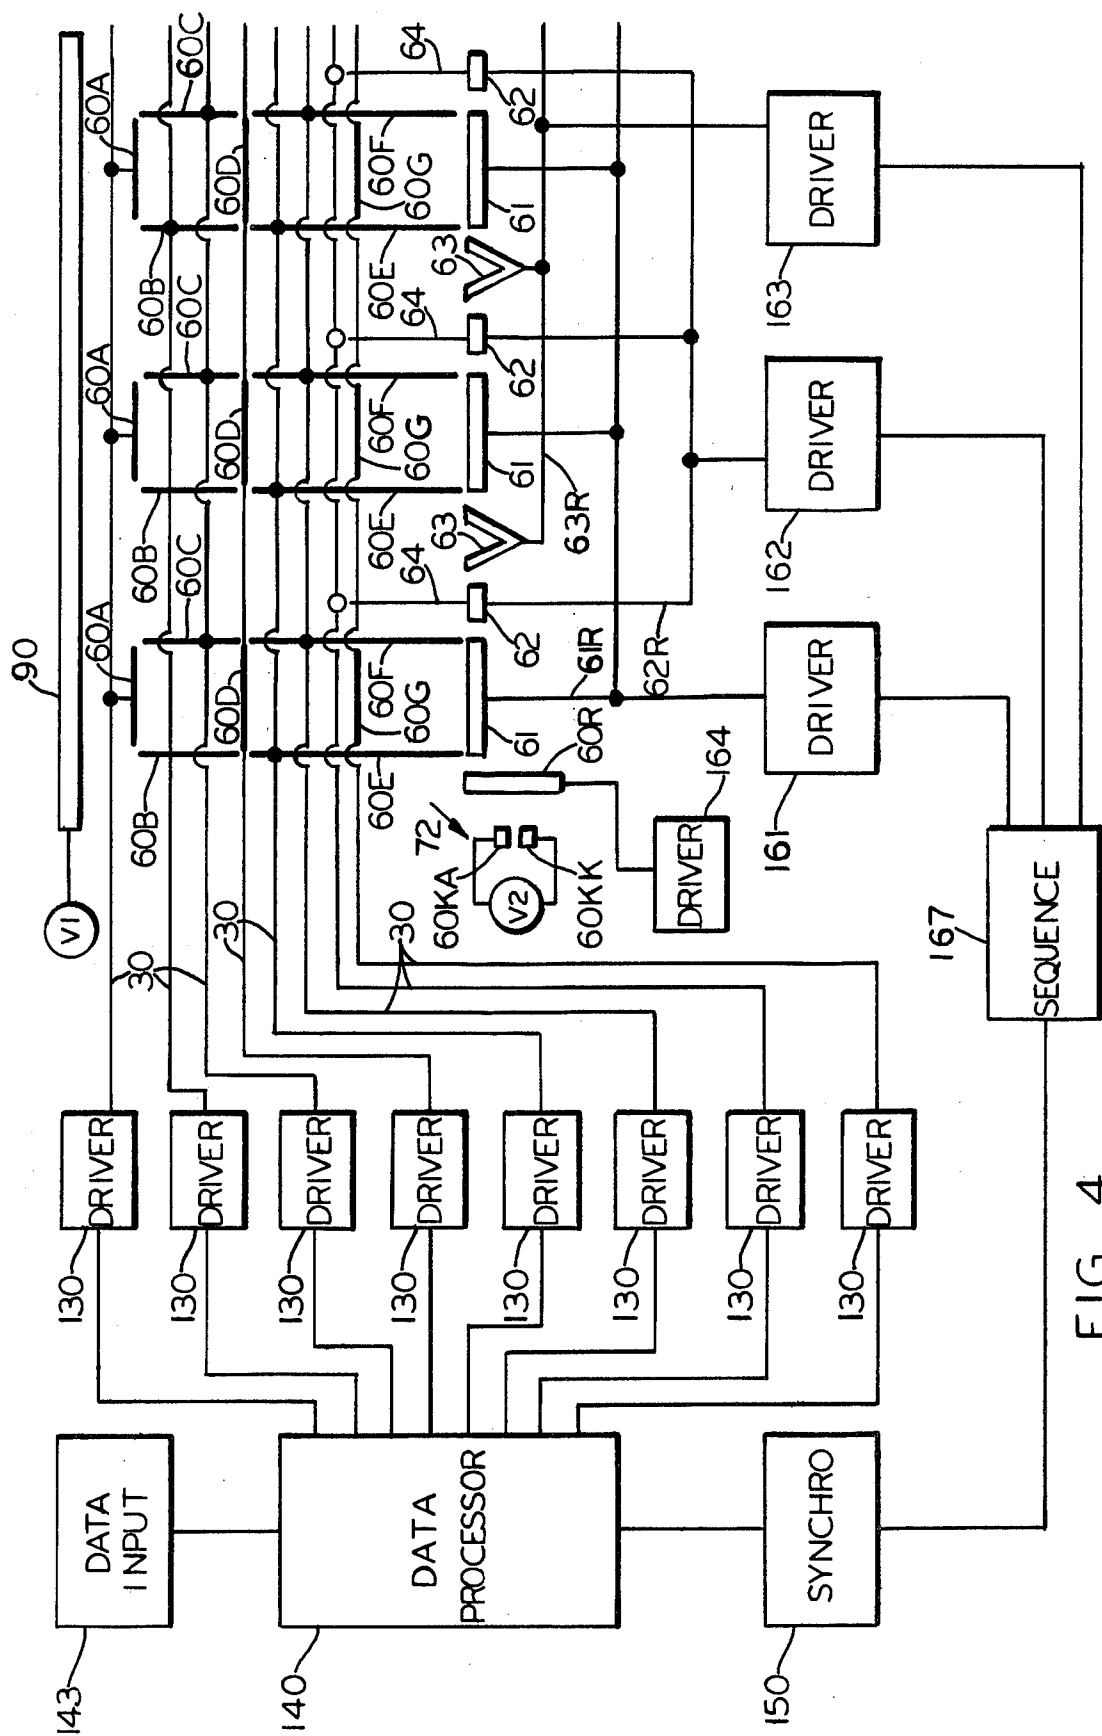 90
V1
60A
60A
60A
60B
60C
60B
60C
60B
60C
30
60D
60D
60D
30
30
60E
60F
60G
60E
60F
60G
60E
60F
60G
64
64
64
61
62
63
61
62
63
61
62
72
60KA
V2
60KK
60R
61R
62R
63R
DRIVER
164
130
DRIVER
130
DRIVER
130
DRIVER
130
DRIVER
130
DRIVER
130
DRIVER
130
DRIVER
130
DRIVER
161
DRIVER
162
DRIVER
163
DRIVER
143
DATA
INPUT
140
DATA
PROCESSOR
150
SYNCHRO
167
SEQUENCE
FIG 4